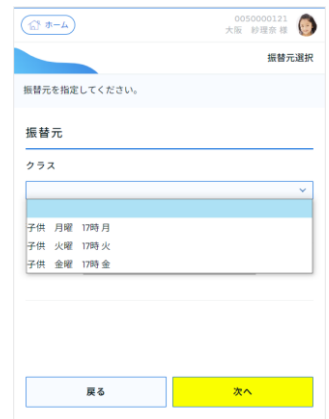 ホーム
0050000121
大阪 紗理奈 様
振替元選択
振替元を指定してください。
振替元
クラス
子供 月曜 17時 月
子供 火曜 17時 火
子供 金曜 17時 金
戻る
次へ